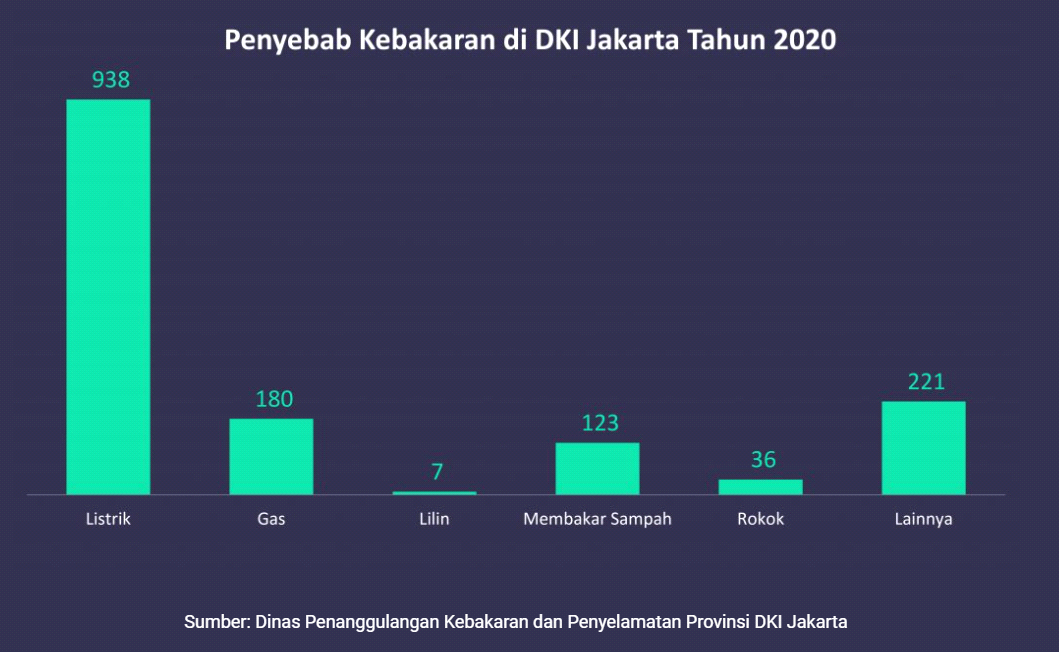 Penyebab Kebakaran di DKI Jakarta Tahun 2020
938
180
7
123
36
221
Listrik
Gas
Lilin
Membakar Sampah
Rokok
Lainnya
Sumber: Dinas Penanggulangan Kebakaran dan Penyelamatan Provinsi DKI Jakarta